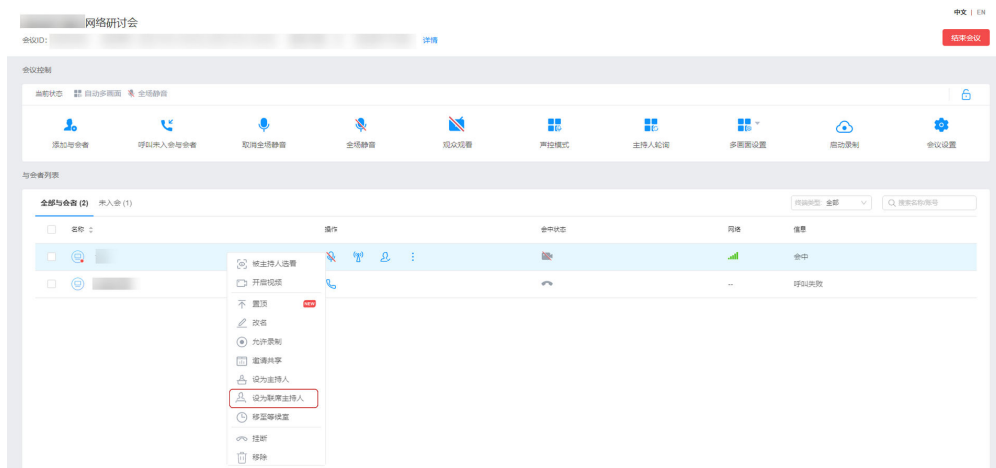 中文 | EN
网络研讨会
会议ID:
详情
结束会议
会议控制
当前状态 自动多画面 全场静音
添加与会者 呼叫未入会与会者 取消全场静音 全场静音 观众观看 声控模式 主持人轮询 多画面设置 启动录制 会议设置
与会者列表
全部与会者 (2) 未入会 (1)
终端类型: 全部 搜索名称/账号
名称 操作 会中状态 网络 信息
会中
-- 呼叫失败
被主持人选看
开启视频
置顶 NEW
改名
允许录制
邀请共享
设为主持人
设为联席主持人
移至等候室
挂断
移除